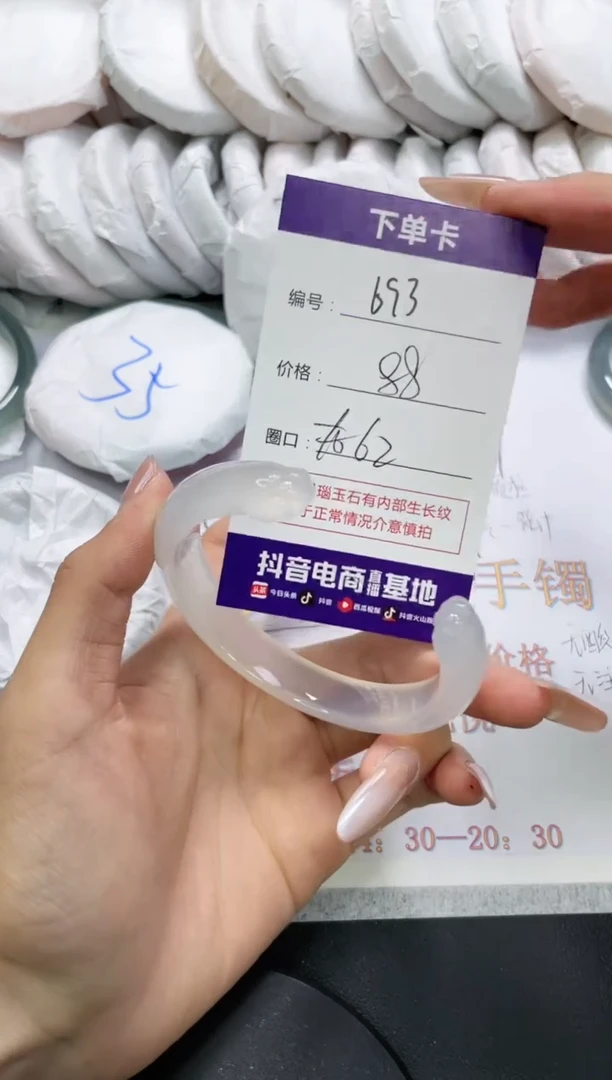 下单卡
编号：693
价格：88
圈口：62
35
瑙玉石有内部生长纹
于正常情况介意慎拍
抖音电商直播基地
头条 今日头条 抖音 西瓜视频 抖音火山版
手镯
价格
30—20：30